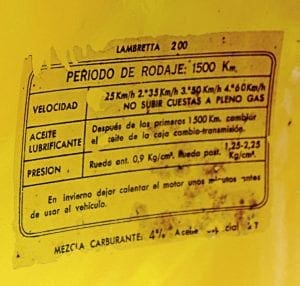 LAMBRETTA 200
PERIODO DE RODAJE: 1500 Km.
VELOCIDAD
25 Km/h 2.ª 35 Km/h 3.ª 50 Km/h 4.ª 60 Km/h
NO SUBIR CUESTAS A PLENO GAS
ACEITE
LUBRIFICANTE
Después de los primeros 1500 Km. cambiar
el aceite de la caja cambio-transmisión.
PRESION
Rueda ant. 0,9 Kg/cm². Rueda post. 1,25-2,25
Kg/cm².
En invierno dejar calentar el motor unos minutos antes
de usar el vehículo.
MEZCLA CARBURANTE: 4% Aceite